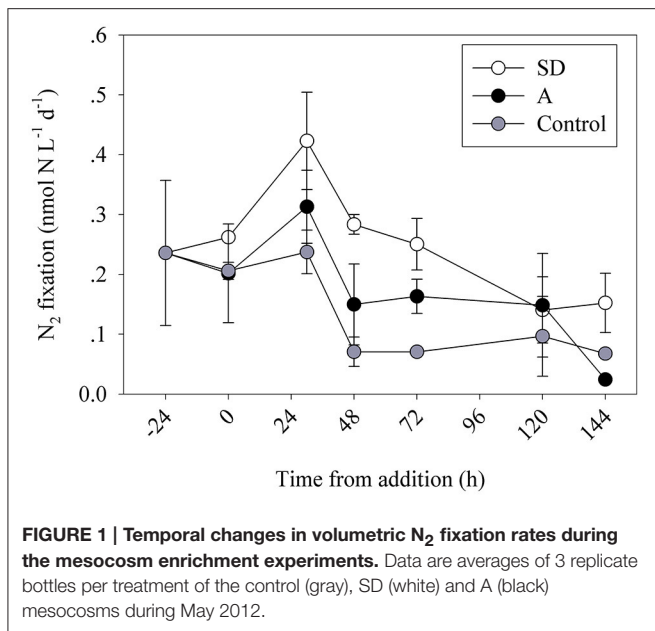 .6
.5
.4
.3
.2
.1
0.0
N₂ fixation (nmol N L⁻¹ d⁻¹)
SD
A
Control
-24
0
24
48
72
96
120
144
Time from addition (h)
FIGURE 1 | Temporal changes in volumetric N₂ fixation rates during
the mesocosm enrichment experiments. Data are averages of 3 replicate
bottles per treatment of the control (gray), SD (white) and A (black)
mesocosms during May 2012.